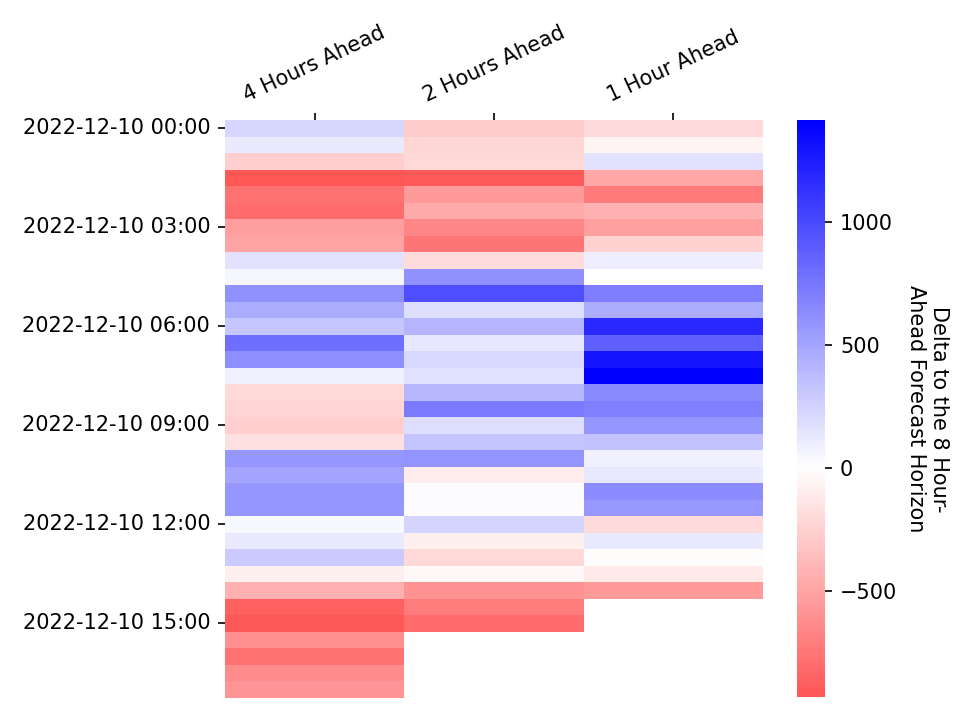 4 Hours Ahead
2 Hours Ahead
1 Hour Ahead
2022-12-10 00:00
2022-12-10 03:00
2022-12-10 06:00
2022-12-10 09:00
2022-12-10 12:00
2022-12-10 15:00
1000
500
0
−500
Delta to the 8 Hour-
Ahead Forecast Horizon